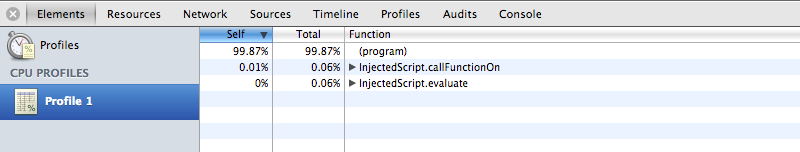 Elements Resources Network Sources Timeline Profiles Audits Console
Profiles
CPU PROFILES
%
Profile 1
Self Total Function
99.87% 99.87% (program)
0.01% 0.06% InjectedScript.callFunctionOn
0% 0.06% InjectedScript.evaluate